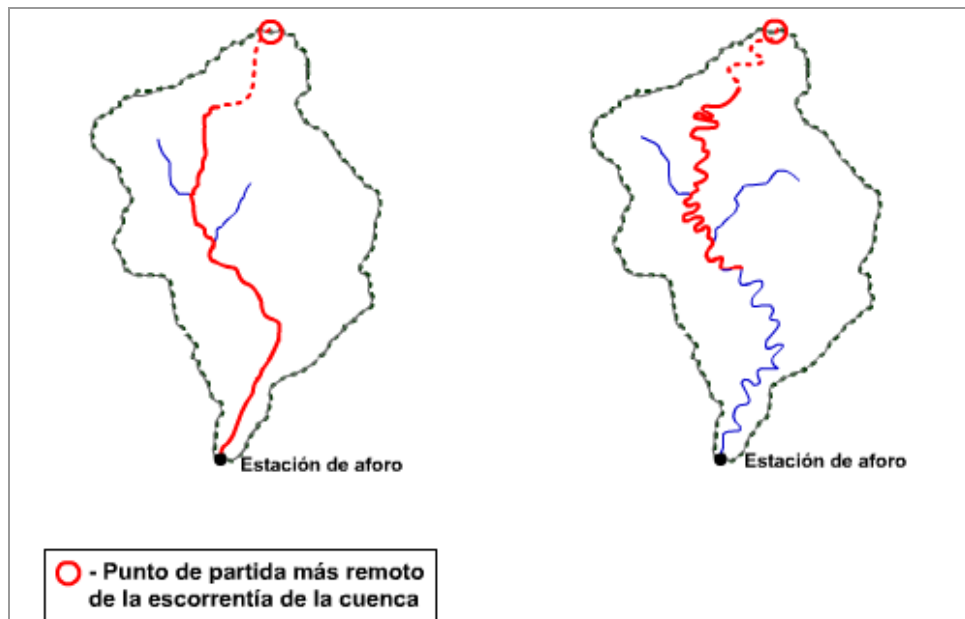 Estación de aforo
Estación de aforo
- Punto de partida más remoto
de la escorrentía de la cuenca